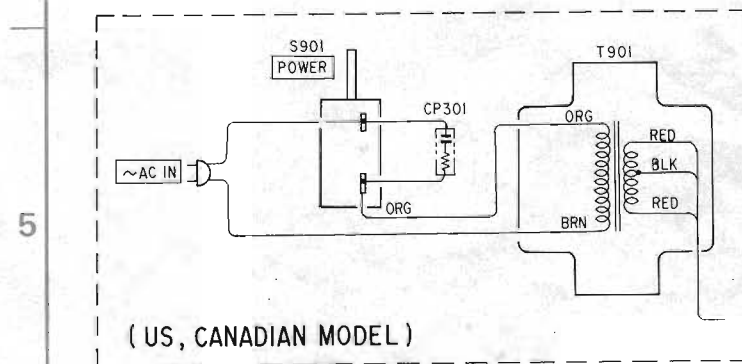 S901
POWER
T901
CP301
ORG
RED
~AC IN
BLK
ORG
RED
BRN
5
(US, CANADIAN MODEL)